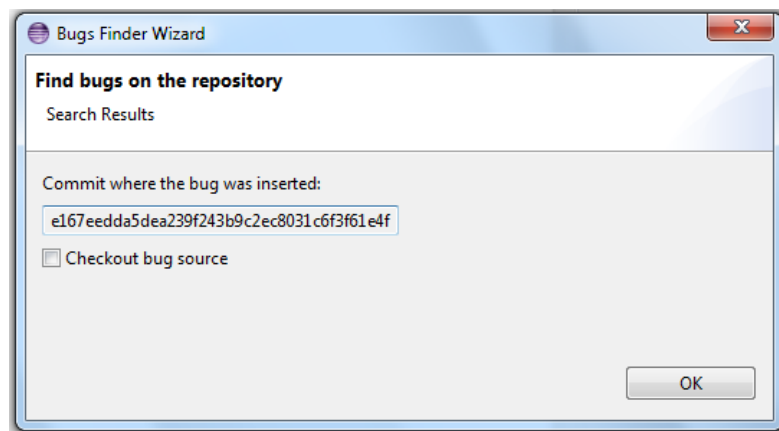 Bugs Finder Wizard
Find bugs on the repository
Search Results
Commit where the bug was inserted:
e167eedda5dea239f243b9c2ec8031c6f3f61e4f
Checkout bug source
OK